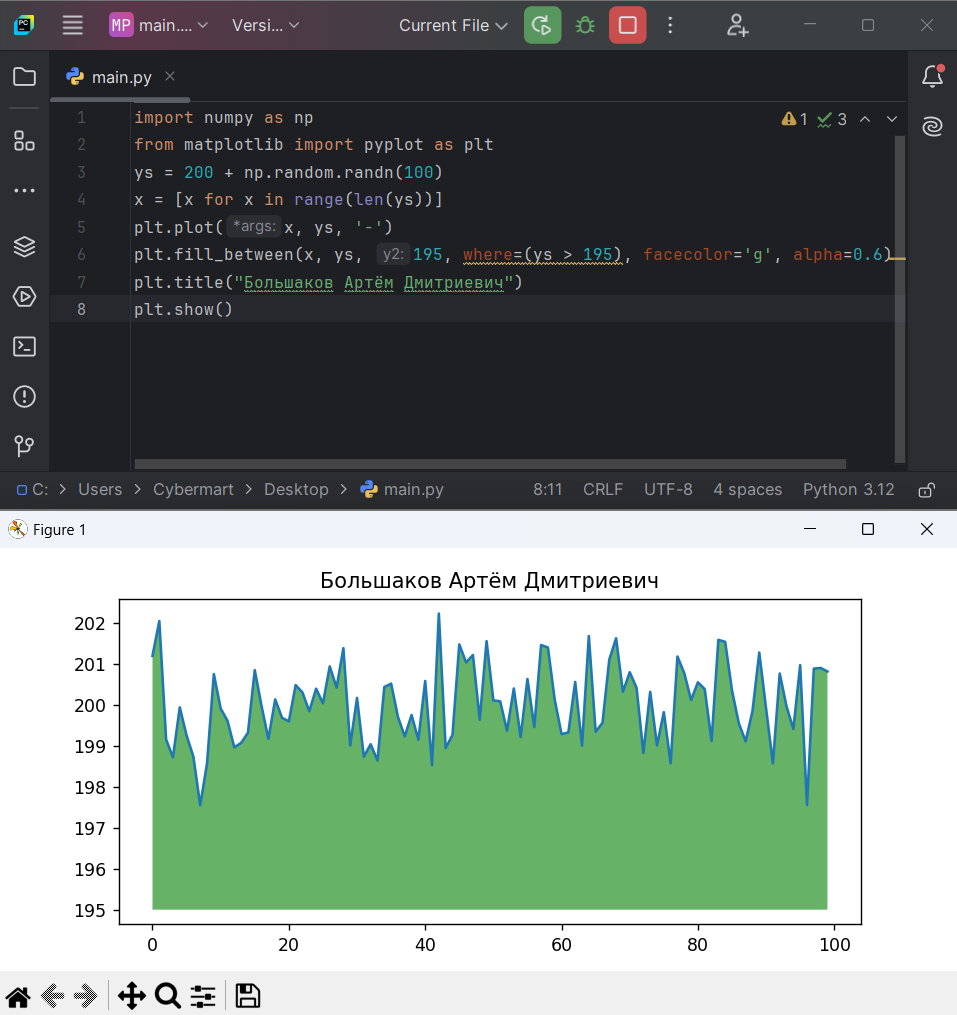 PC MP main.... Versi... Current File
main.py
1 import numpy as np
2 from matplotlib import pyplot as plt
3 ys = 200 + np.random.randn(100)
4 x = [x for x in range(len(ys))]
5 plt.plot( *args: x, ys, '-')
6 plt.fill_between(x, ys, y2: 195, where=(ys > 195), facecolor='g', alpha=0.6)
7 plt.title("Большаков Артём Дмитриевич")
8 plt.show()
1 3
C: > Users > Cybermart > Desktop > main.py 8:11 CRLF UTF-8 4 spaces Python 3.12
Figure 1
Большаков Артём Дмитриевич
202
201
200
199
198
197
196
195
0 20 40 60 80 100